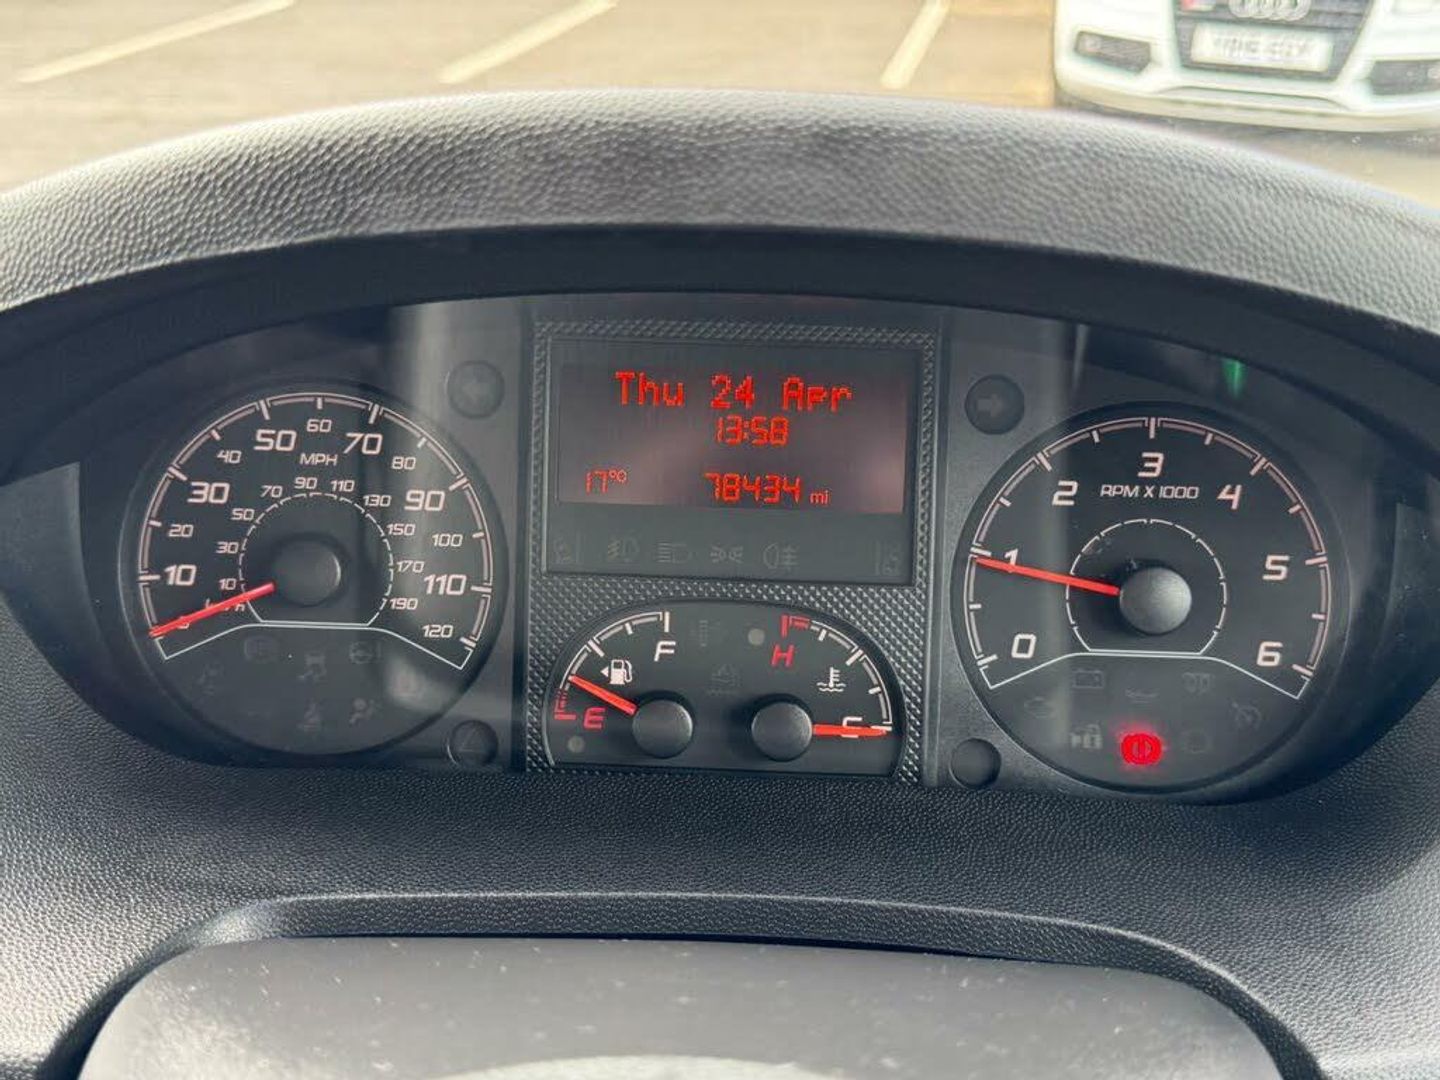 Thu 24 Apr
13:58
17°C 78434 mi
0 10 20 30 40 50 60 70 80 90 100 110 120
MPH
10 30 50 70 90 110 130 150 170 190
F
E
H
C
0 1 2 3 4 5 6
RPM X 1000